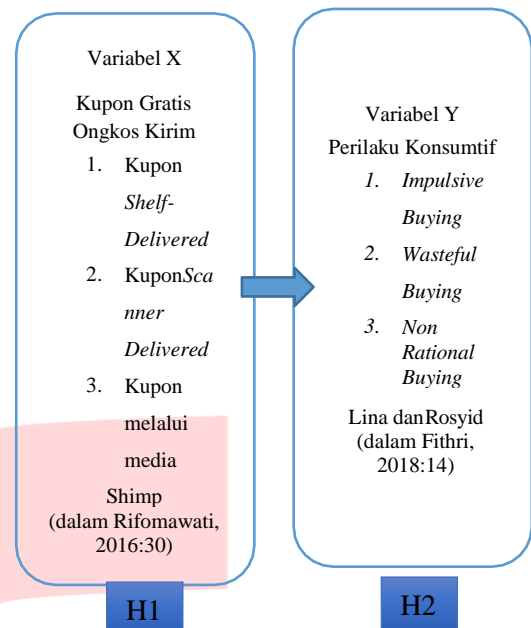 Variabel X
Kupon Gratis
Ongkos Kirim
1. Kupon
Shelf-
Delivered
2. KuponSca
nner
Delivered
3. Kupon
melalui
media
Shimp
(dalam Rifomawati,
2016:30)
H1
Variabel Y
Perilaku Konsumtif
1. Impulsive
Buying
2. Wasteful
Buying
3. Non
Rational
Buying
Lina danRosyid
(dalam Fithri,
2018:14)
H2